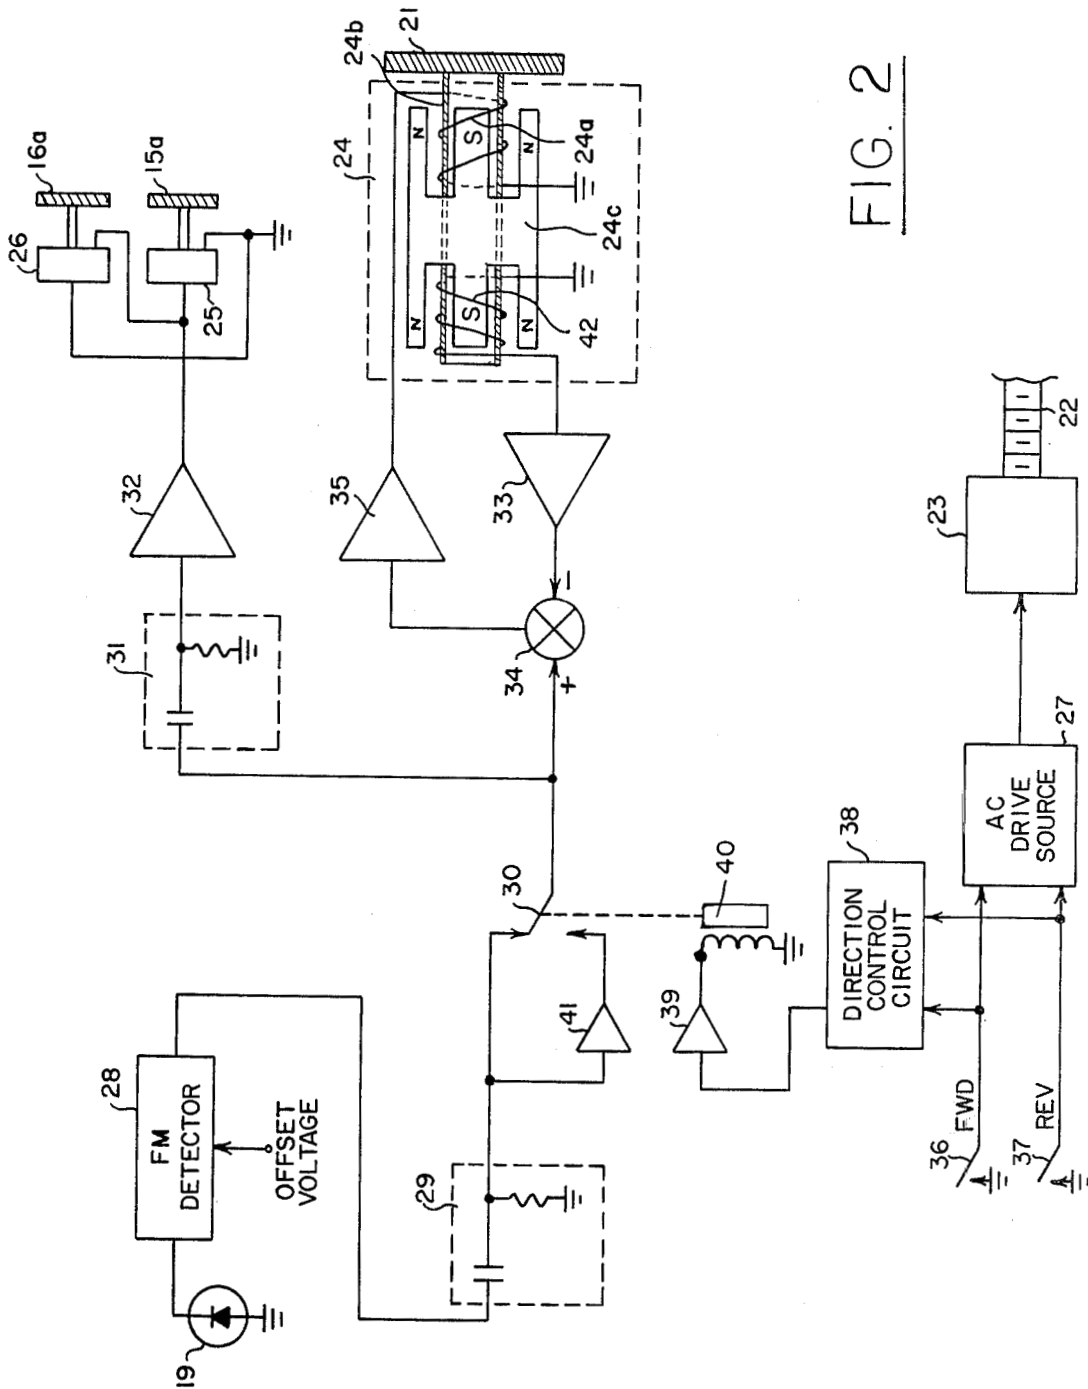 16a
15a
26
25
32
31
21
24b
24
N
N
S
24a
24c
N
N
S
42
35
33
34
+
–
22
23
27
AC
DRIVE
SOURCE
30
40
38
DIRECTION
CONTROL
CIRCUIT
39
41
28
FM
DETECTOR
OFFSET
VOLTAGE
29
19
36
FWD
37
REV
FIG. 2